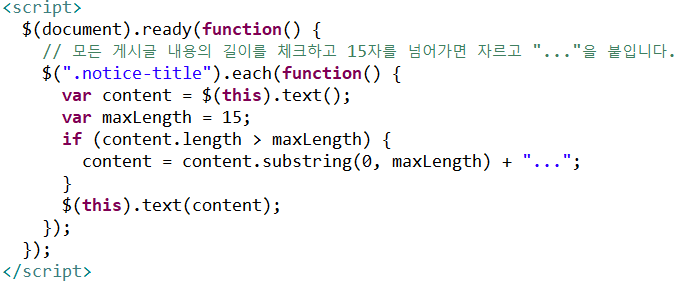 <script>
  $(document).ready(function() {
    // 모든 게시글 내용의 길이를 체크하고 15자를 넘어가면 자르고 "..."을 붙입니다.
    $(".notice-title").each(function() {
      var content = $(this).text();
      var maxLength = 15;
      if (content.length > maxLength) {
        content = content.substring(0, maxLength) + "...";
      }
      $(this).text(content);
    });
  });
</script>